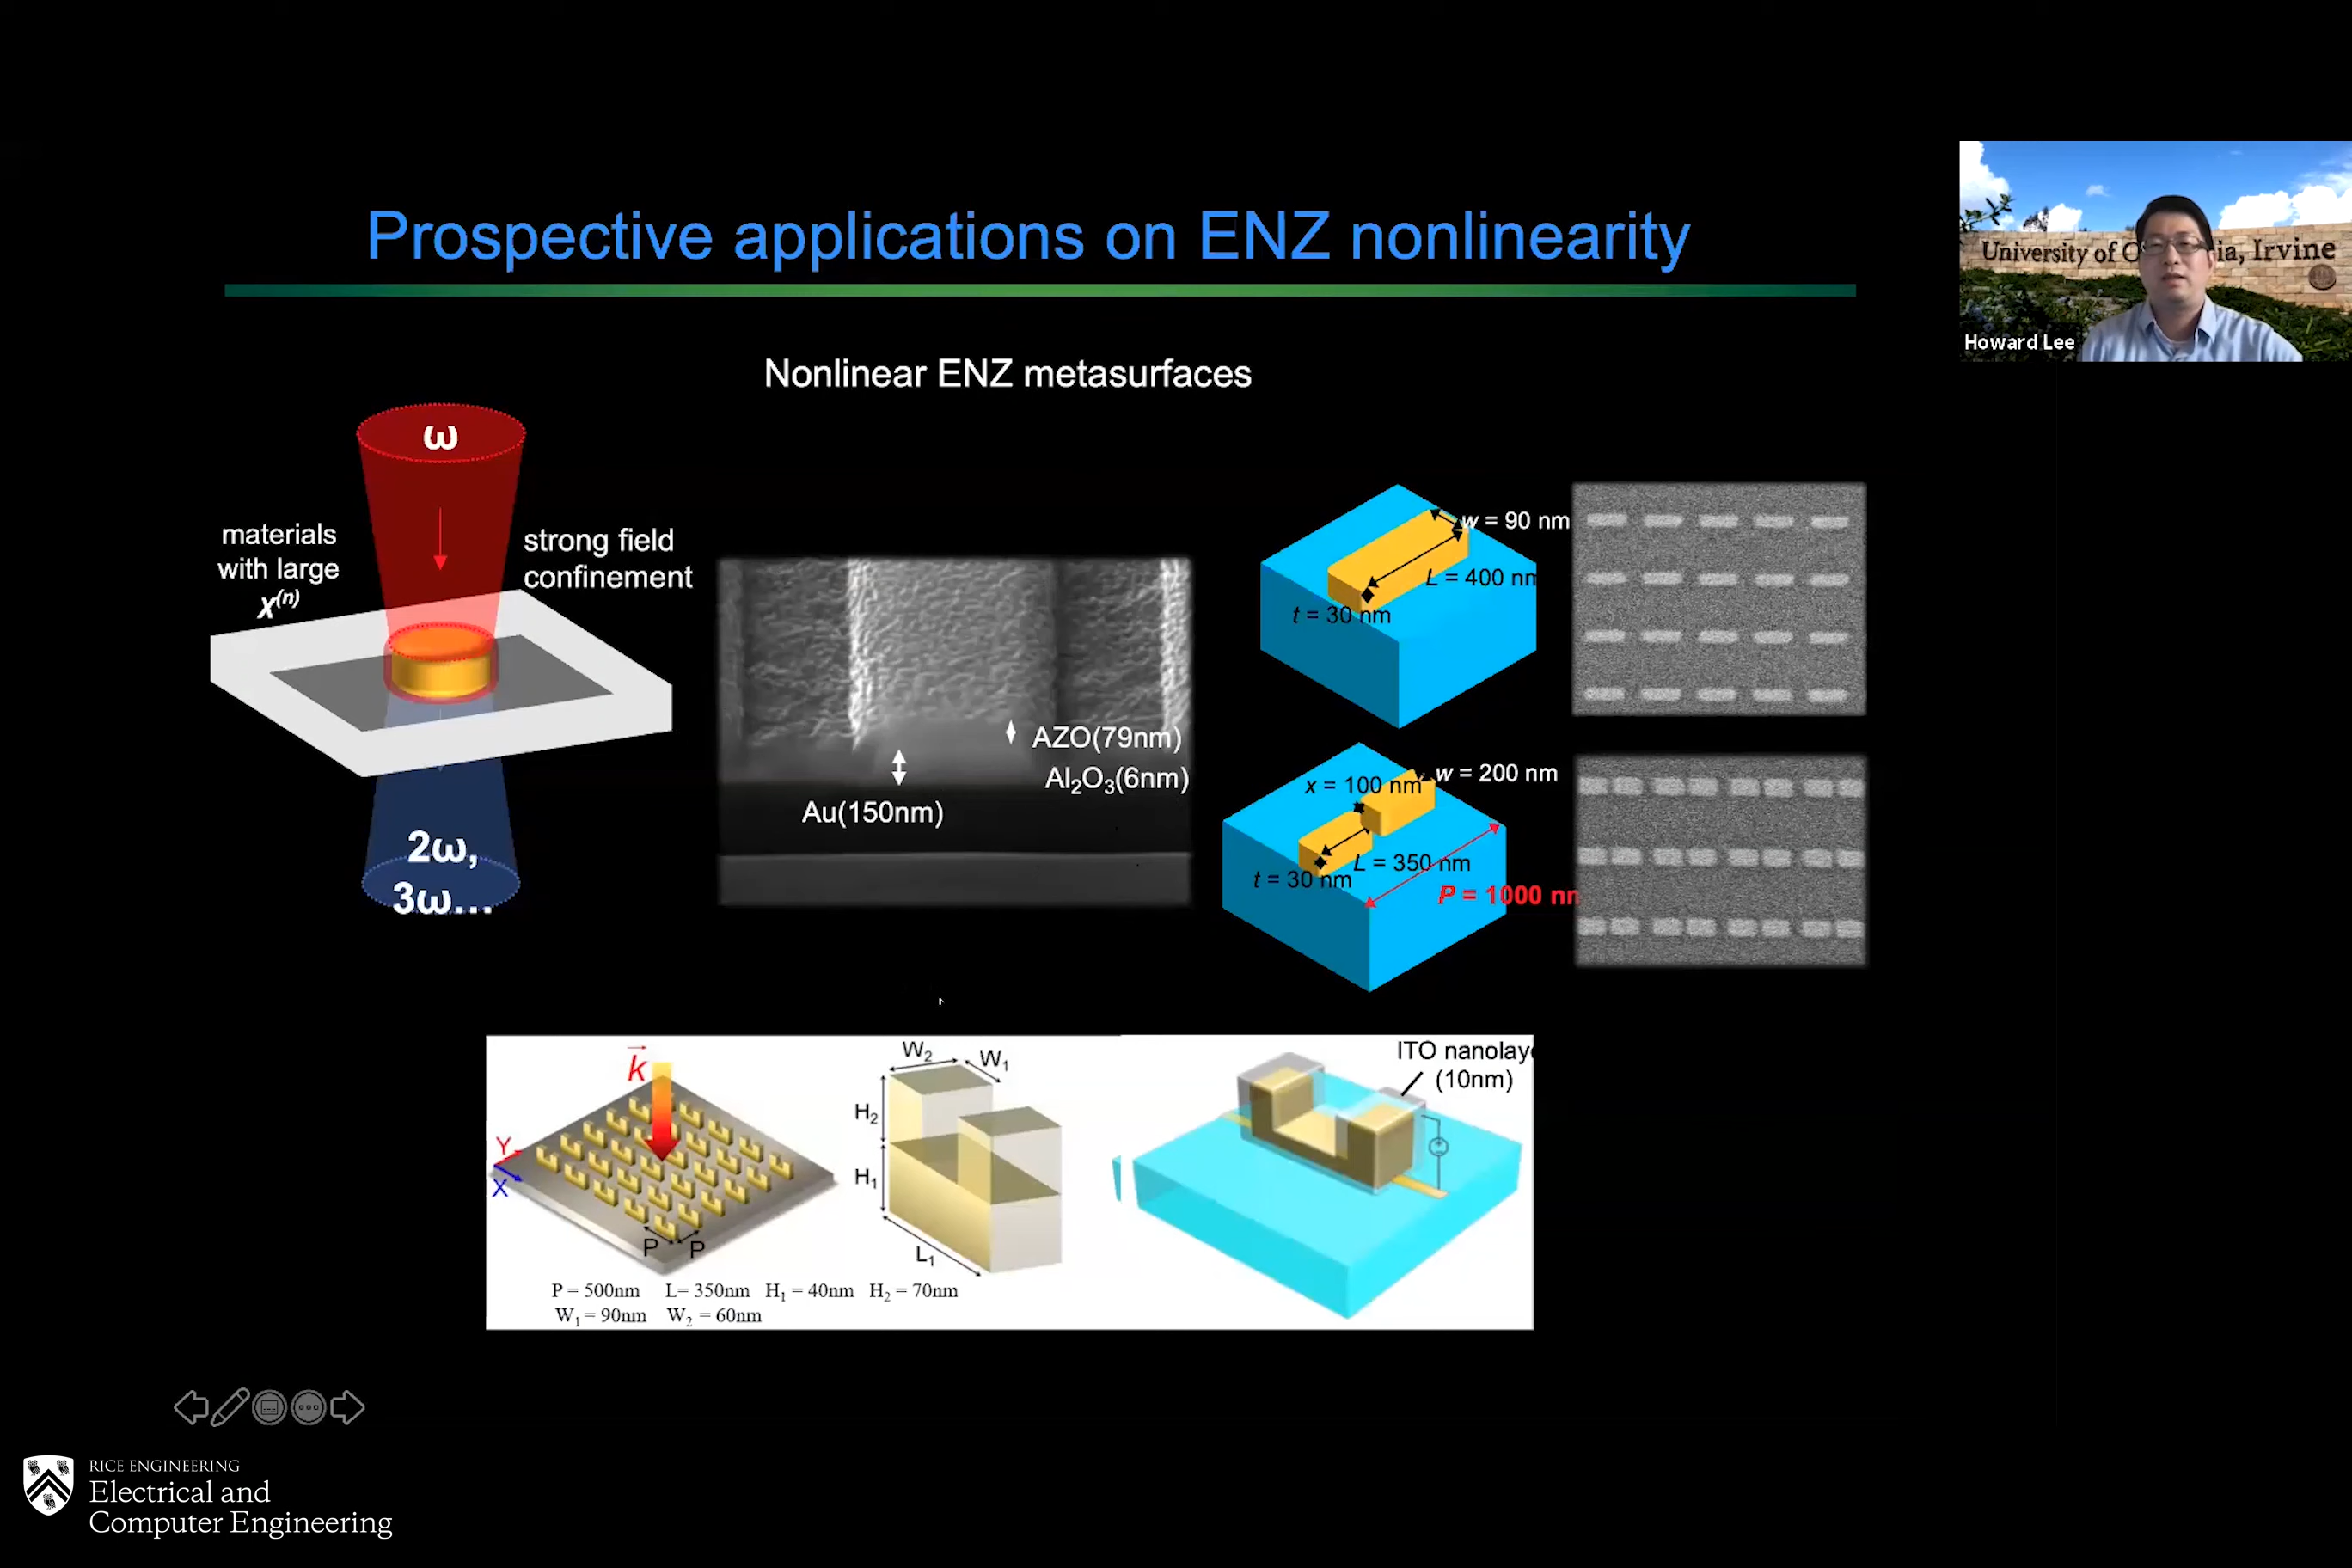 Prospective applications on ENZ nonlinearity
University of C
ia, Irvine
Howard Lee
Nonlinear ENZ metasurfaces
ω
materials
with large
χ⁽ⁿ⁾
strong field
confinement
2ω,
3ω...
AZO(79nm)
Al₂O₃(6nm)
Au(150nm)
w = 90 nm
L = 400 nm
t = 30 nm
x = 100 nm
w = 200 nm
L = 350 nm
t = 30 nm
P = 1000 nm
k
Y
X
P P
W₂ W₁
H₂
H₁
L₁
ITO nanolaye
(10nm)
P = 500nm L= 350nm H₁ = 40nm H₂ = 70nm
W₁ = 90nm W₂ = 60nm
RICE ENGINEERING
Electrical and
Computer Engineering